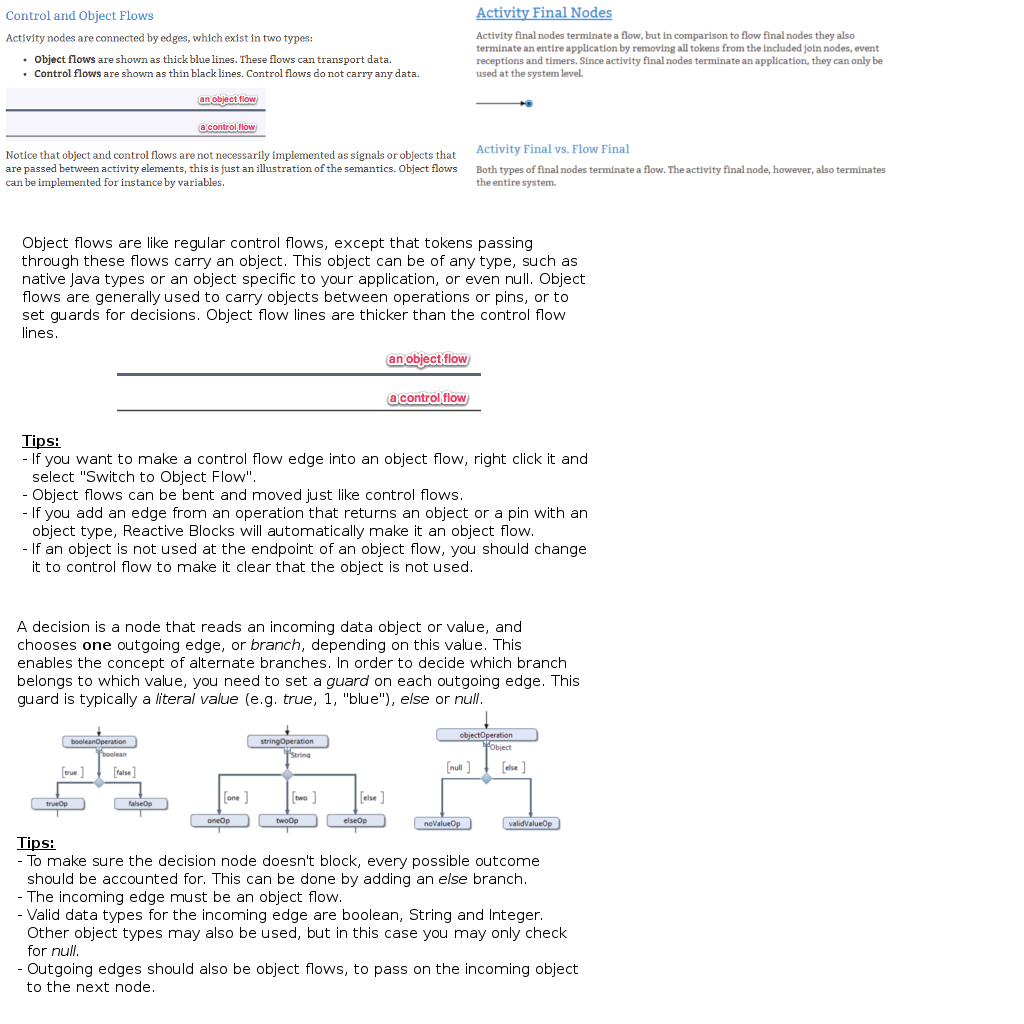 Control and Object Flows
Activity nodes are connected by edges, which exist in two types:
• Object flows are shown as thick blue lines. These flows can transport data.
• Control flows are shown as thin black lines. Control flows do not carry any data.
an object flow
a control flow
Notice that object and control flows are not necessarily implemented as signals or objects that
are passed between activity elements, this is just an illustration of the semantics. Object flows
can be implemented for instance by variables.
Activity Final Nodes
Activity final nodes terminate a flow, but in comparison to flow final nodes they also
terminate an entire application by removing all tokens from the included join nodes, event
receptions and timers. Since activity final nodes terminate an application, they can only be
used at the system level.
Activity Final vs. Flow Final
Both types of final nodes terminate a flow. The activity final node, however, also terminates
the entire system.
Object flows are like regular control flows, except that tokens passing
through these flows carry an object. This object can be of any type, such as
native Java types or an object specific to your application, or even null. Object
flows are generally used to carry objects between operations or pins, or to
set guards for decisions. Object flow lines are thicker than the control flow
lines.
an object flow
a control flow
Tips:
- If you want to make a control flow edge into an object flow, right click it and
select "Switch to Object Flow".
- Object flows can be bent and moved just like control flows.
- If you add an edge from an operation that returns an object or a pin with an
object type, Reactive Blocks will automatically make it an object flow.
- If an object is not used at the endpoint of an object flow, you should change
it to control flow to make it clear that the object is not used.
A decision is a node that reads an incoming data object or value, and
chooses one outgoing edge, or branch, depending on this value. This
enables the concept of alternate branches. In order to decide which branch
belongs to which value, you need to set a guard on each outgoing edge. This
guard is typically a literal value (e.g. true, 1, "blue"), else or null.
booleanOperation
boolean
[true ] [false ]
trueOp falseOp
stringOperation
String
[one ] [two ] [else ]
oneOp twoOp elseOp
objectOperation
Object
[null ] [else ]
noValueOp validValueOp
Tips:
- To make sure the decision node doesn't block, every possible outcome
should be accounted for. This can be done by adding an else branch.
- The incoming edge must be an object flow.
- Valid data types for the incoming edge are boolean, String and Integer.
Other object types may also be used, but in this case you may only check
for null.
- Outgoing edges should also be object flows, to pass on the incoming object
to the next node.